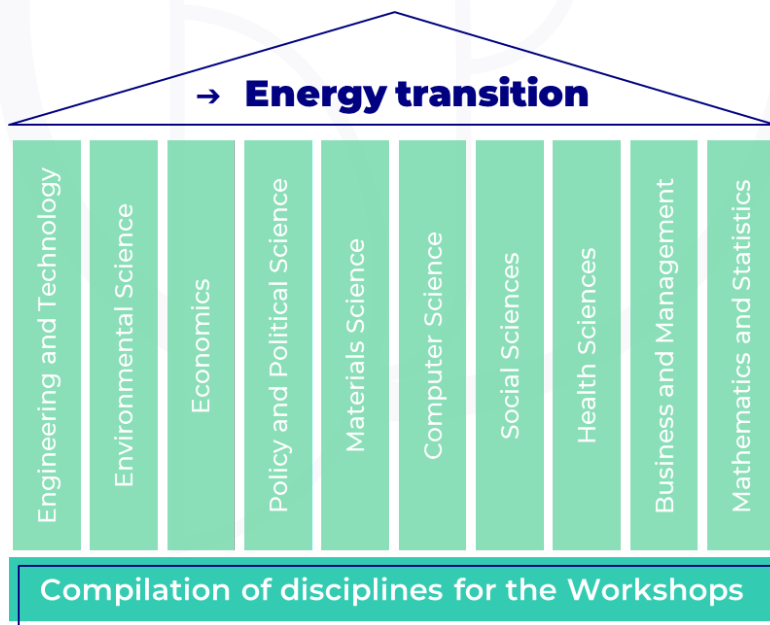 → Energy transition
Engineering and Technology
Environmental Science
Economics
Policy and Political Science
Materials Science
Computer Science
Social Sciences
Health Sciences
Business and Management
Mathematics and Statistics
Compilation of disciplines for the Workshops